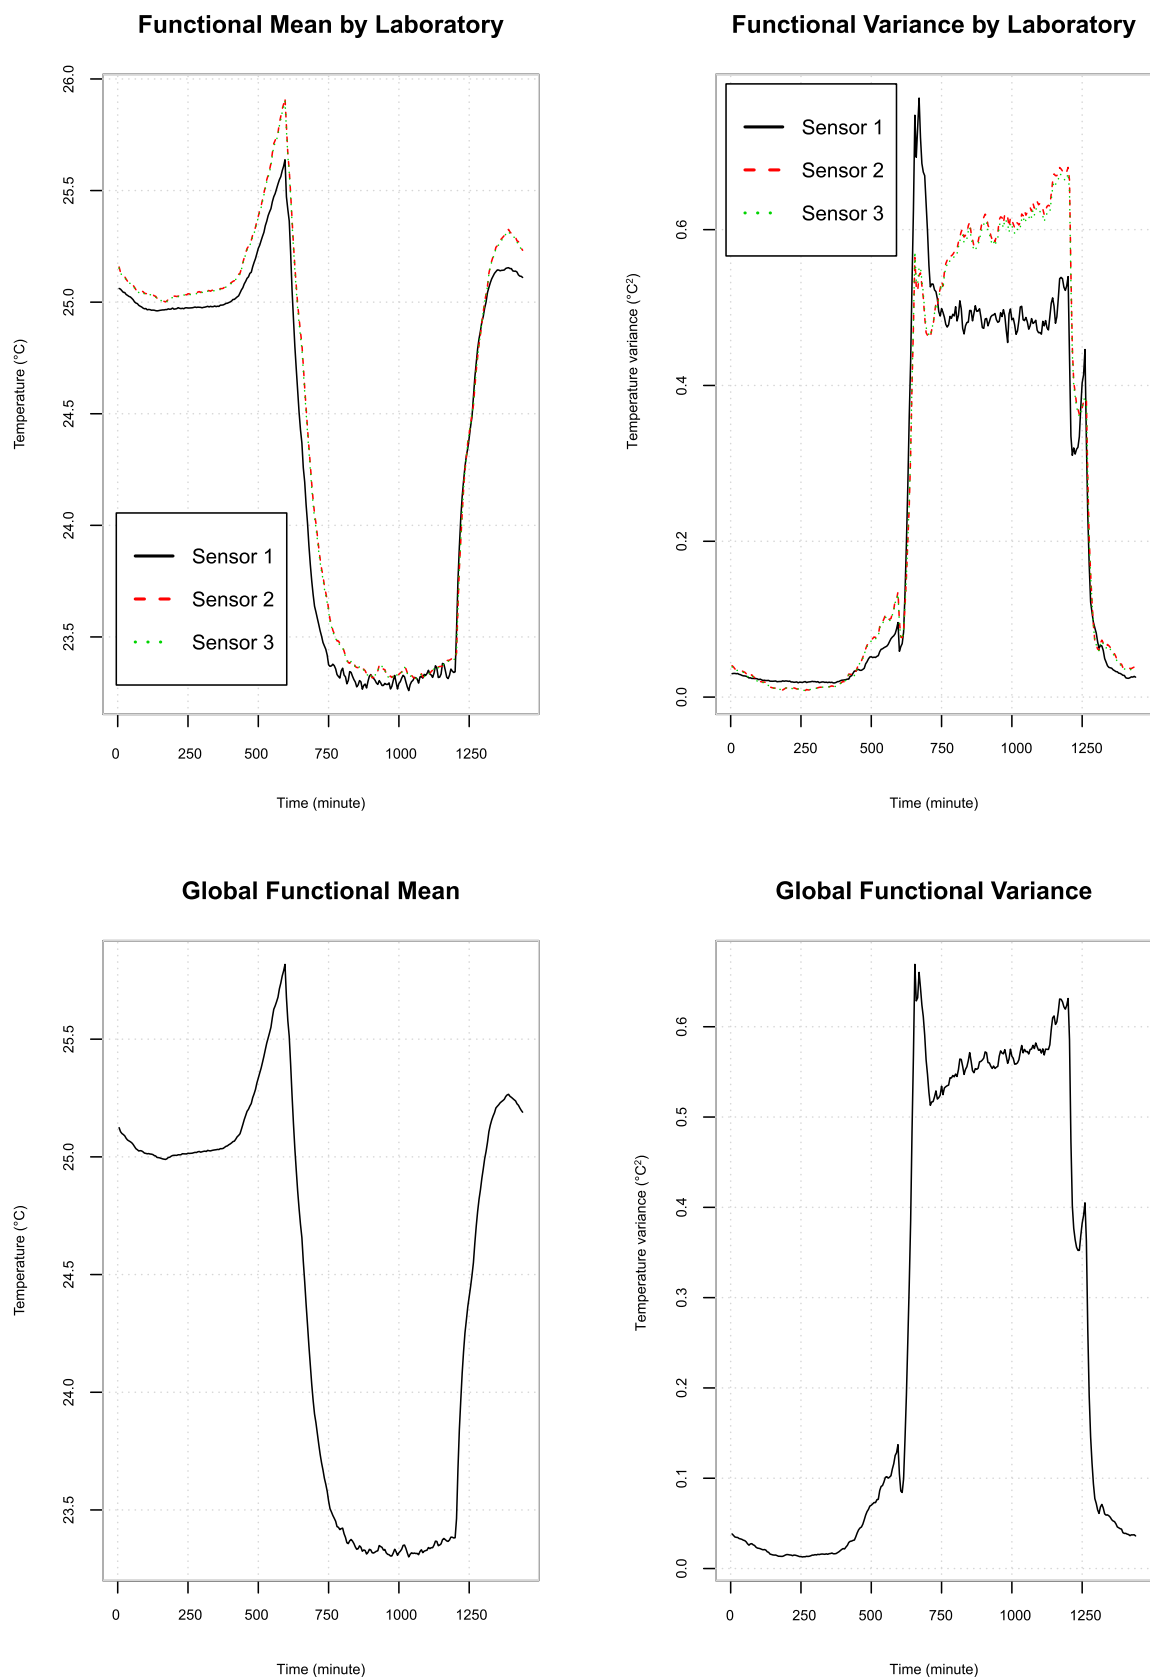 Functional Mean by Laboratory
26.0
25.5
25.0
24.5
24.0
23.5
Temperature (°C)
Sensor 1
Sensor 2
Sensor 3
0 250 500 750 1000 1250
Time (minute)
Functional Variance by Laboratory
Sensor 1
Sensor 2
Sensor 3
0.6
0.4
0.2
0.0
Temperature variance (°C²)
0 250 500 750 1000 1250
Time (minute)
Global Functional Mean
25.5
25.0
24.5
24.0
23.5
Temperature (°C)
0 250 500 750 1000 1250
Time (minute)
Global Functional Variance
0.6
0.5
0.4
0.3
0.2
0.1
0.0
Temperature variance (°C²)
0 250 500 750 1000 1250
Time (minute)